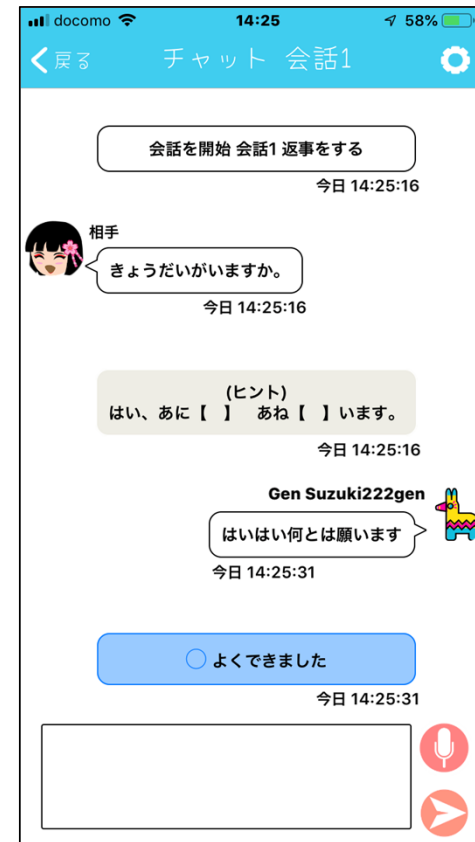 docomo 14:25 58%
戻る チャット 会話1
会話を開始 会話1 返事をする
今日 14:25:16
相手
きょうだいがいますか。
今日 14:25:16
(ヒント)
はい、あに【　】　あね【　】います。
今日 14:25:16
Gen Suzuki222gen
はいはい何とは願います
今日 14:25:31
◯ よくできました
今日 14:25:31